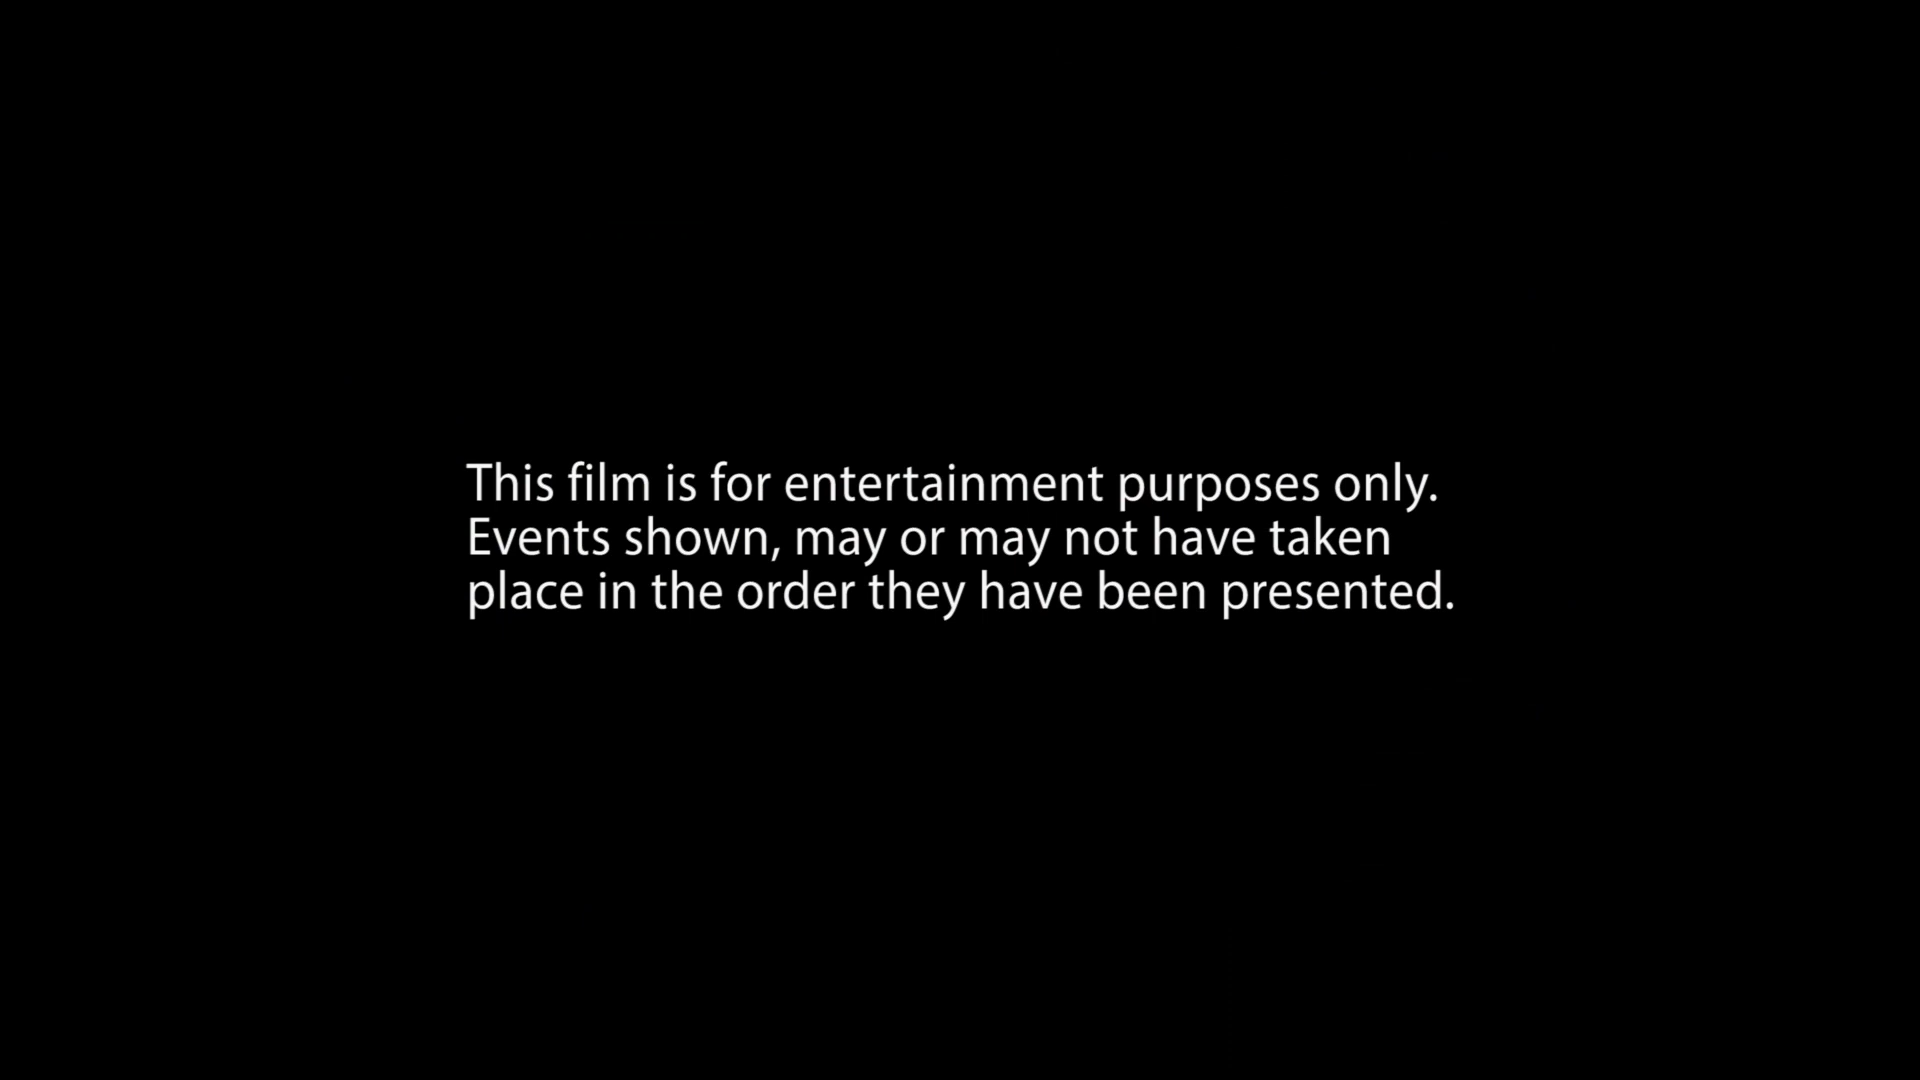 This film is for entertainment purposes only.
Events shown, may or may not have taken
place in the order they have been presented.